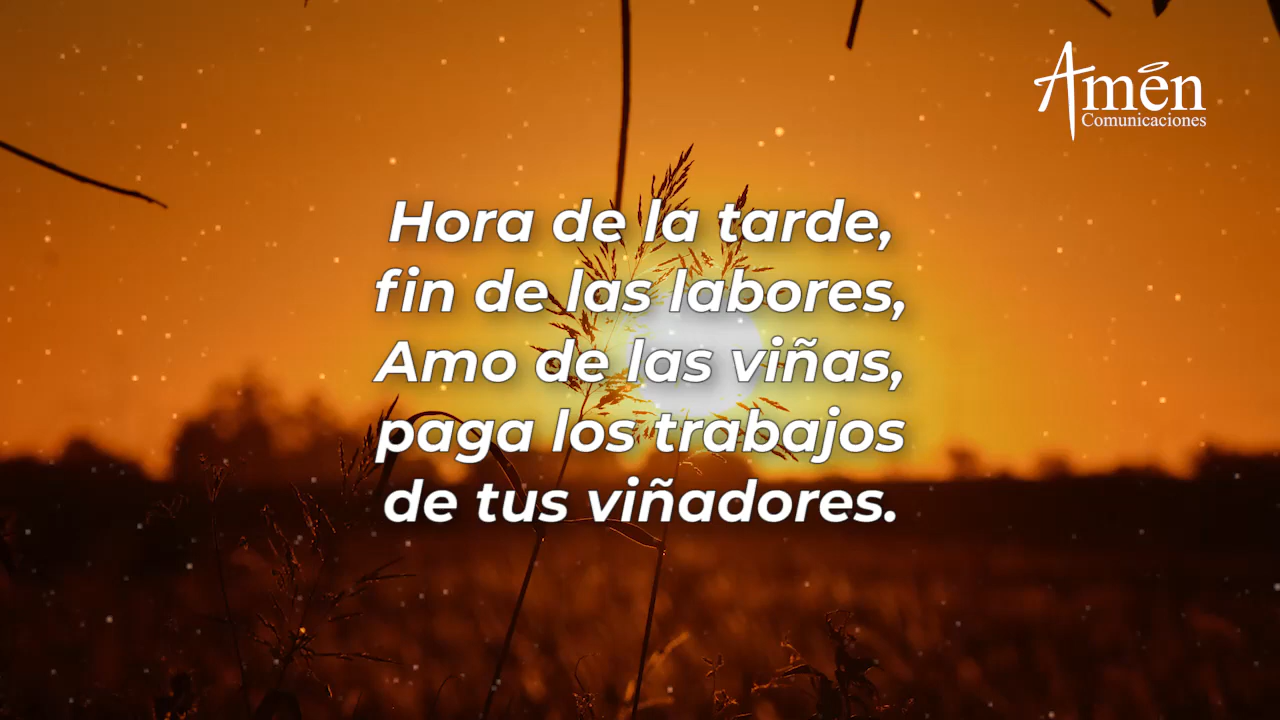 Amén
Comunicaciones
Hora de la tarde,
fin de las labores,
Amo de las viñas,
paga los trabajos
de tus viñadores.